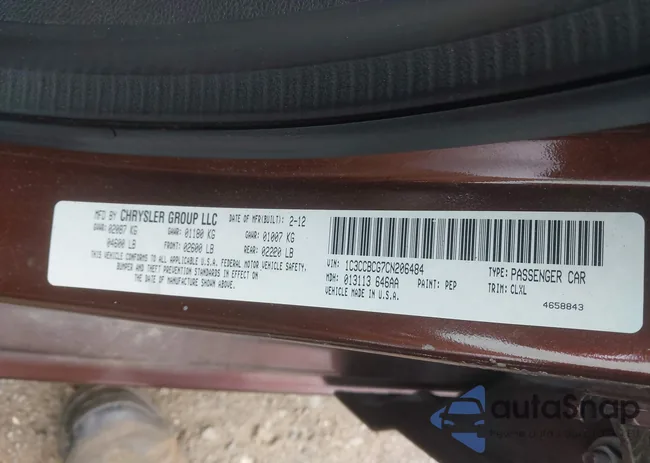 MFD BY CHRYSLER GROUP LLC DATE OF MFR(BUILT): 2-12
GVWR: 02087 KG GAWR: 01180 KG GAWR: 01007 KG
04600 LB FRONT: 02600 LB REAR: 02220 LB
THIS VEHICLE CONFORMS TO ALL APPLICABLE U.S.A. FEDERAL MOTOR VEHICLE SAFETY,
BUMPER AND THEFT PREVENTION STANDARDS IN EFFECT ON
THE DATE OF MANUFACTURE SHOWN ABOVE.
VIN: 1C3CCBCG7CN206484 TYPE: PASSENGER CAR
MDH: 013113 646AA PAINT: PEP TRIM: CLXL
VEHICLE MADE IN U.S.A. 4658843
autoSnap